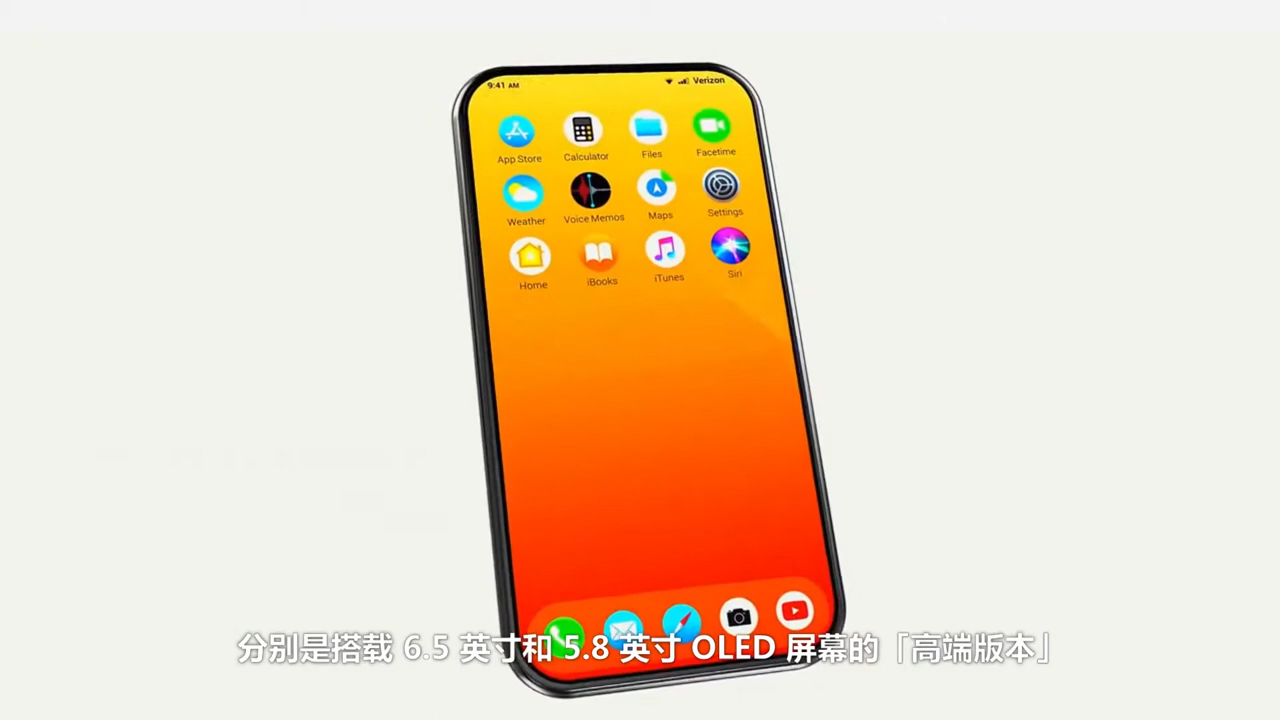 9:41 AM Verizon
App Store Calculator Files Facetime
Weather Voice Memos Maps Settings
Home iBooks iTunes Siri
分别是搭载 6.5 英寸和 5.8 英寸 OLED 屏幕的「高端版本」